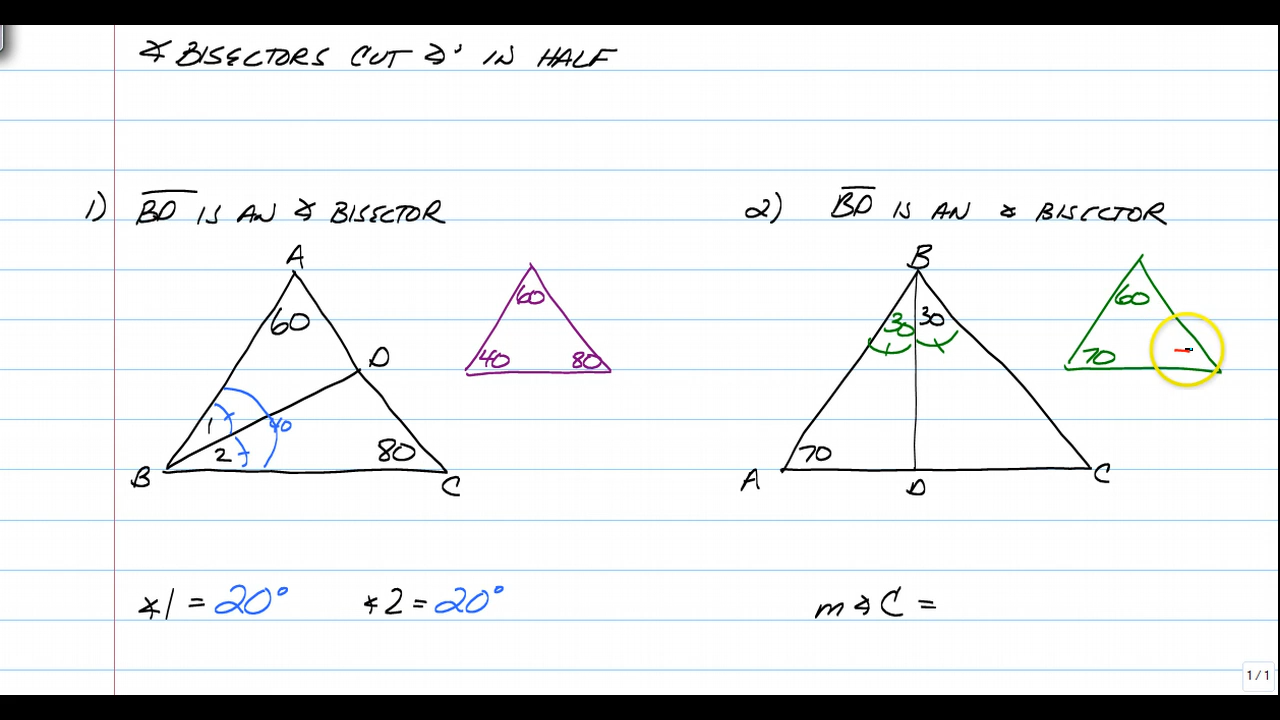 ∡ BISECTORS CUT ∡'s IN HALF
1) BD IS AN ∡ BISECTOR
A
60
D
1
2
40
80
B
C
60
40
80
∡1 = 20° ∡2 = 20°
2) BD IS AN ∡ BISECTOR
B
30
30
70
A
D
C
60
70
m∡C =
1 / 1